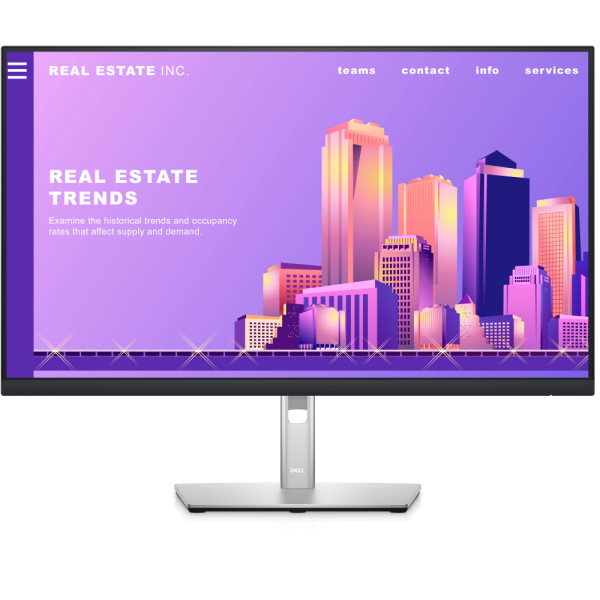 REAL ESTATE INC.
teams contact info services
REAL ESTATE
TRENDS
Examine the historical trends and occupancy
rates that affect supply and demand.
DELL